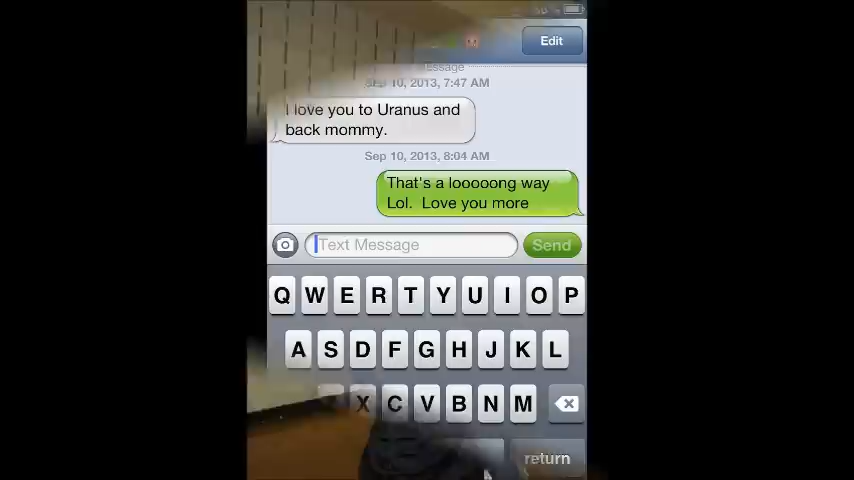 Edit
Message
Sep 10, 2013, 7:47 AM
I love you to Uranus and
back mommy.
Sep 10, 2013, 8:04 AM
That's a looooong way
Lol. Love you more
Text Message
Send
Q W E R T Y U I O P
A S D F G H J K L
X C V B N M
return